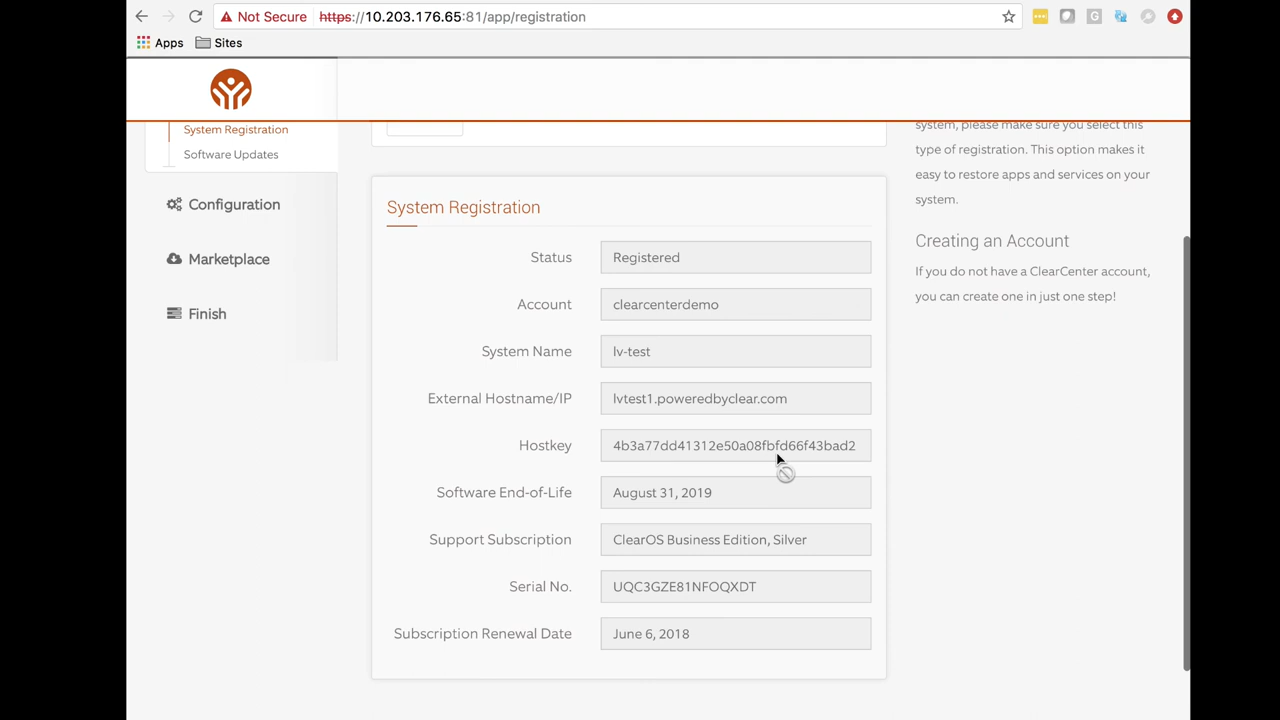 Not Secure https://10.203.176.65:81/app/registration
Apps Sites
System Registration
Software Updates
Configuration
Marketplace
Finish
System Registration
Status Registered
Account clearcenterdemo
System Name lv-test
External Hostname/IP lvtest1.poweredbyclear.com
Hostkey 4b3a77dd41312e50a08fbfd66f43bad2
Software End-of-Life August 31, 2019
Support Subscription ClearOS Business Edition, Silver
Serial No. UQC3GZE81NFOQXDT
Subscription Renewal Date June 6, 2018
system, please make sure you select this
type of registration. This option makes it
easy to restore apps and services on your
system.
Creating an Account
If you do not have a ClearCenter account,
you can create one in just one step!